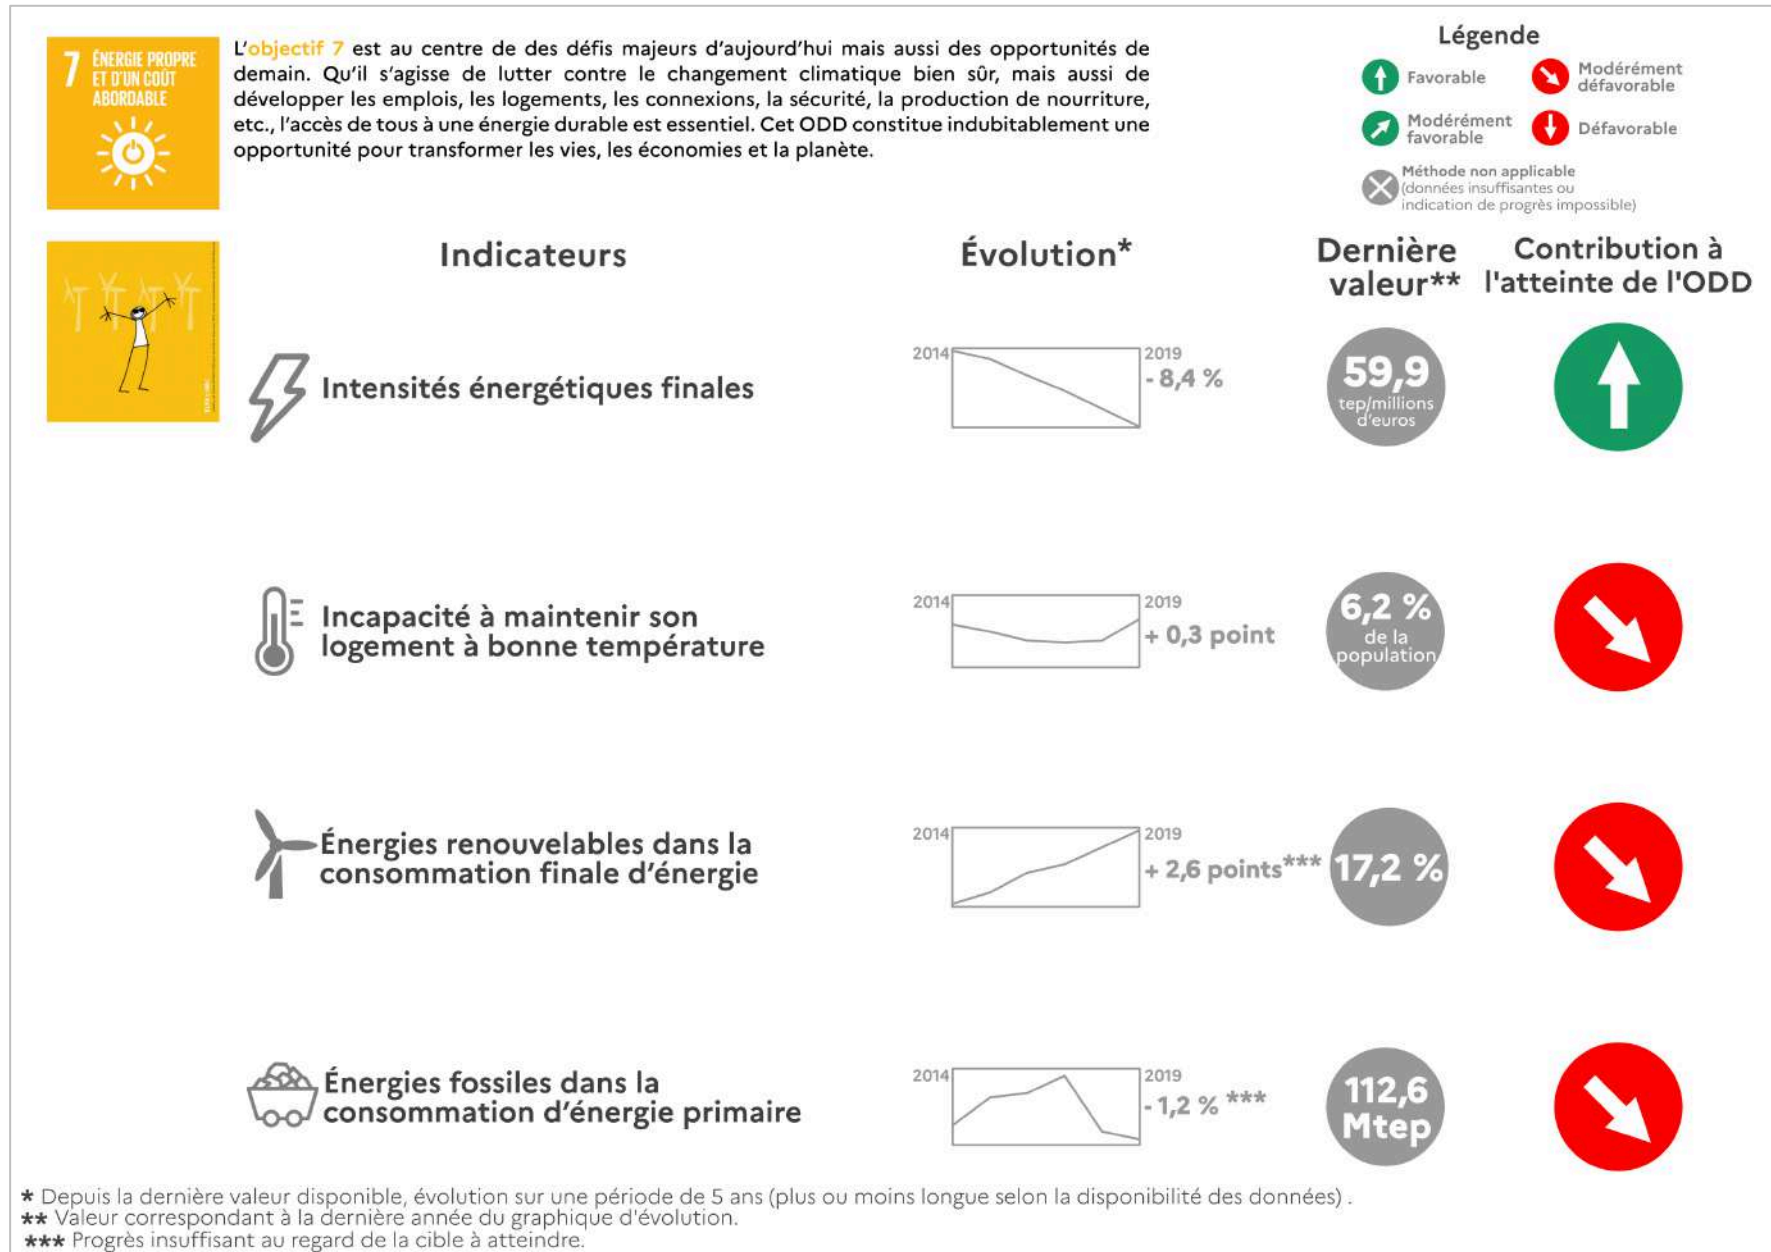 7 ÉNERGIE PROPRE
ET D'UN COÛT
ABORDABLE
L'objectif 7 est au centre de des défis majeurs d'aujourd'hui mais aussi des opportunités de
demain. Qu'il s'agisse de lutter contre le changement climatique bien sûr, mais aussi de
développer les emplois, les logements, les connexions, la sécurité, la production de nourriture,
etc., l'accès de tous à une énergie durable est essentiel. Cet ODD constitue indubitablement une
opportunité pour transformer les vies, les économies et la planète.
Légende
Favorable
Modérément
défavorable
Modérément
favorable
Défavorable
Méthode non applicable
(données insuffisantes ou
indication de progrès impossible)
Indicateurs
Évolution*
Dernière
valeur**
Contribution à
l'atteinte de l'ODD
Intensités énergétiques finales
2014
2019
- 8,4 %
59,9
tep/millions
d'euros
Incapacité à maintenir son
logement à bonne température
2014
2019
+ 0,3 point
6,2 %
de la
population
Énergies renouvelables dans la
consommation finale d'énergie
2014
2019
+ 2,6 points***
17,2 %
Énergies fossiles dans la
consommation d'énergie primaire
2014
2019
- 1,2 % ***
112,6
Mtep
* Depuis la dernière valeur disponible, évolution sur une période de 5 ans (plus ou moins longue selon la disponibilité des données) .
** Valeur correspondant à la dernière année du graphique d'évolution.
*** Progrès insuffisant au regard de la cible à atteindre.